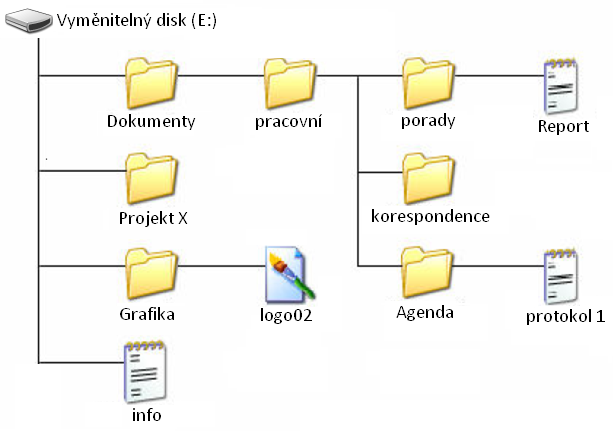 Vyměnitelný disk (E:)
Dokumenty
pracovní
porady
Report
Projekt X
korespondence
Grafika
logo02
Agenda
protokol 1
info